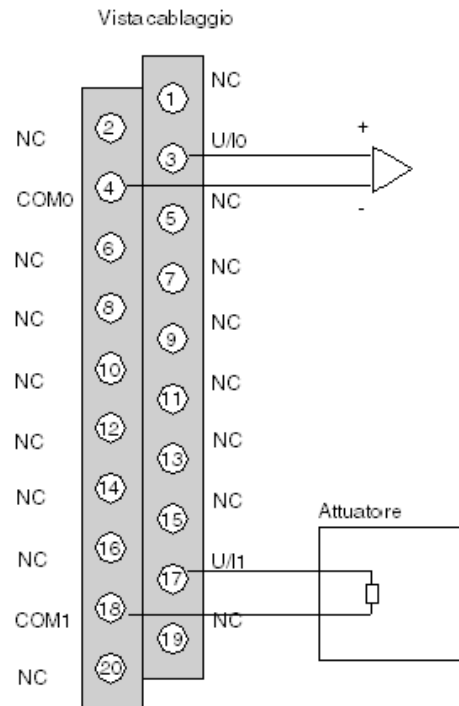 Vista cablaggio
NC
1
2
NC
U/I0
+
3
4
COM0
NC
-
5
6
NC
NC
7
8
NC
NC
9
10
NC
NC
11
12
NC
NC
13
14
NC
NC
15
Attuatore
16
NC
U/I1
17
18
COM1
NC
19
20
NC